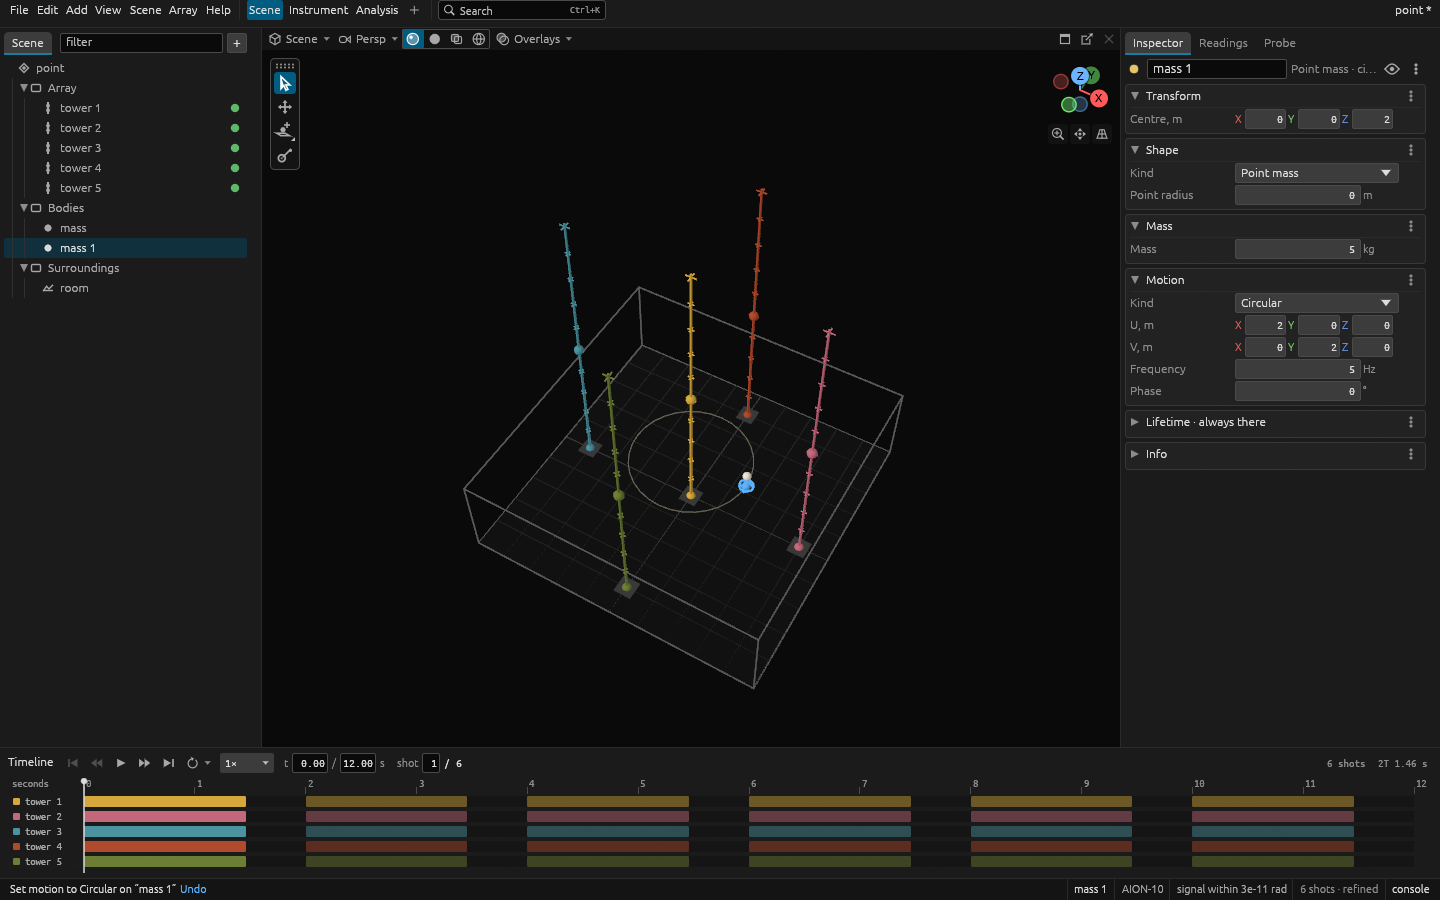 File Edit Add View Scene Array Help Scene Instrument Analysis + Search Ctrl+K point *
Scene filter +
point
Array
tower 1
tower 2
tower 3
tower 4
tower 5
Bodies
mass
mass 1
Surroundings
room
Scene Persp Overlays
Z Y X
Inspector Readings Probe
mass 1 Point mass · ci...
Transform
Centre, m X 0 Y 0 Z 2
Shape
Kind Point mass
Point radius 0 m
Mass
Mass 5 kg
Motion
Kind Circular
U, m X 2 Y 0 Z 0
V, m X 0 Y 2 Z 0
Frequency 5 Hz
Phase 0 °
Lifetime · always there
Info
Timeline 1× t 0.00 / 12.00 s shot 1 / 6 6 shots 2T 1.46 s
seconds 0 1 2 3 4 5 6 7 8 9 10 11 12
tower 1
tower 2
tower 3
tower 4
tower 5
Set motion to Circular on “mass 1” Undo mass 1 AION-10 signal within 3e-11 rad 6 shots · refined console